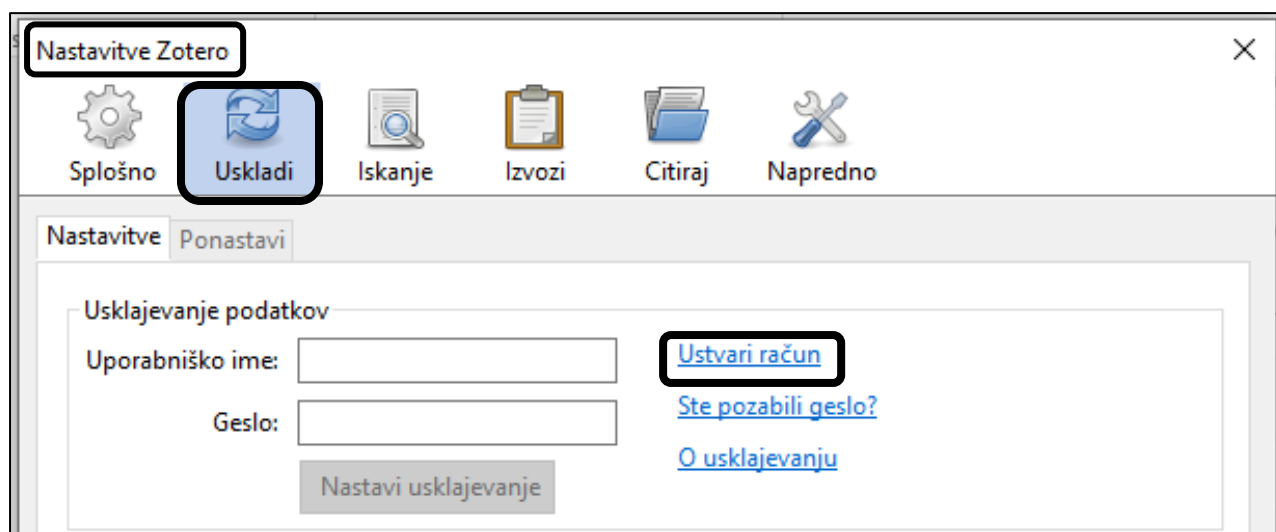 Nastavitve Zotero
Splošno Uskladi Iskanje Izvozi Citiraj Napredno
Nastavitve Ponastavi
Usklajevanje podatkov
Uporabniško ime: Ustvari račun
Geslo: Ste pozabili geslo?
O usklajevanju
Nastavi usklajevanje